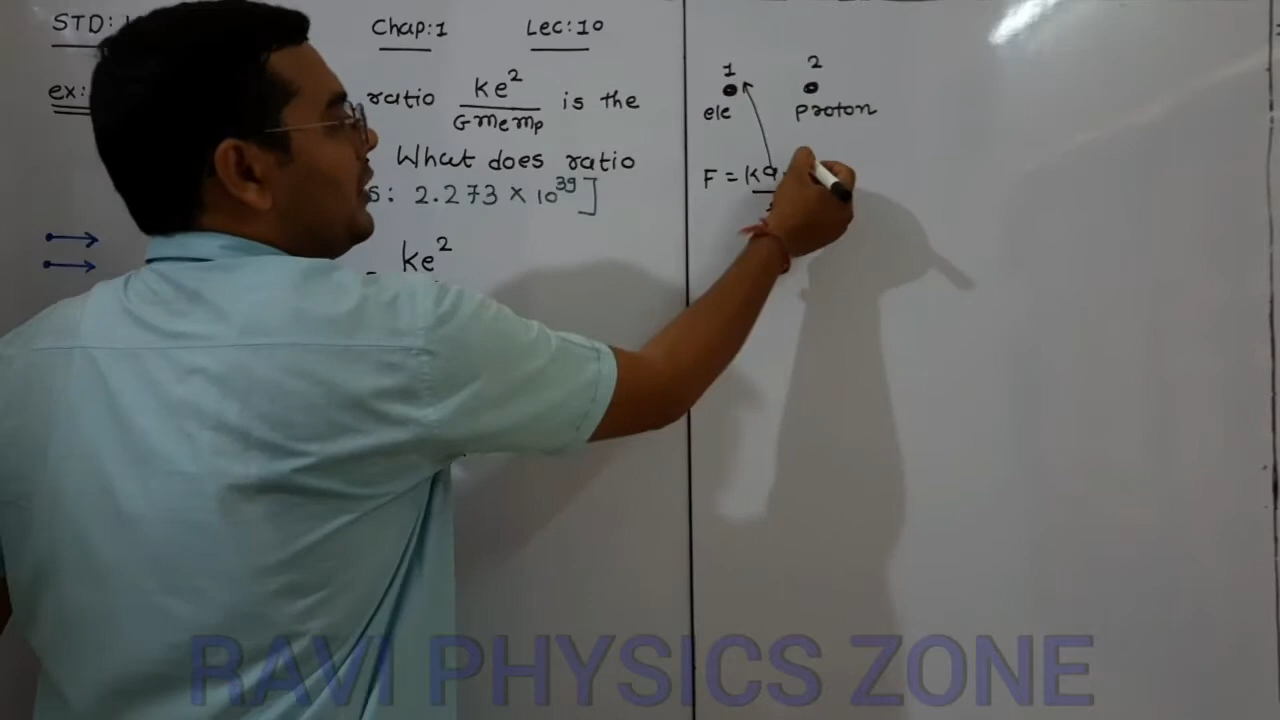 STD: Chap:1 Lec:10
ex: ratio ke²/GmₑmP is the
What does ratio
s: 2.273 × 10³⁹]
= ke²
1 2
ele Proton
F = kq
RAVI PHYSICS ZONE